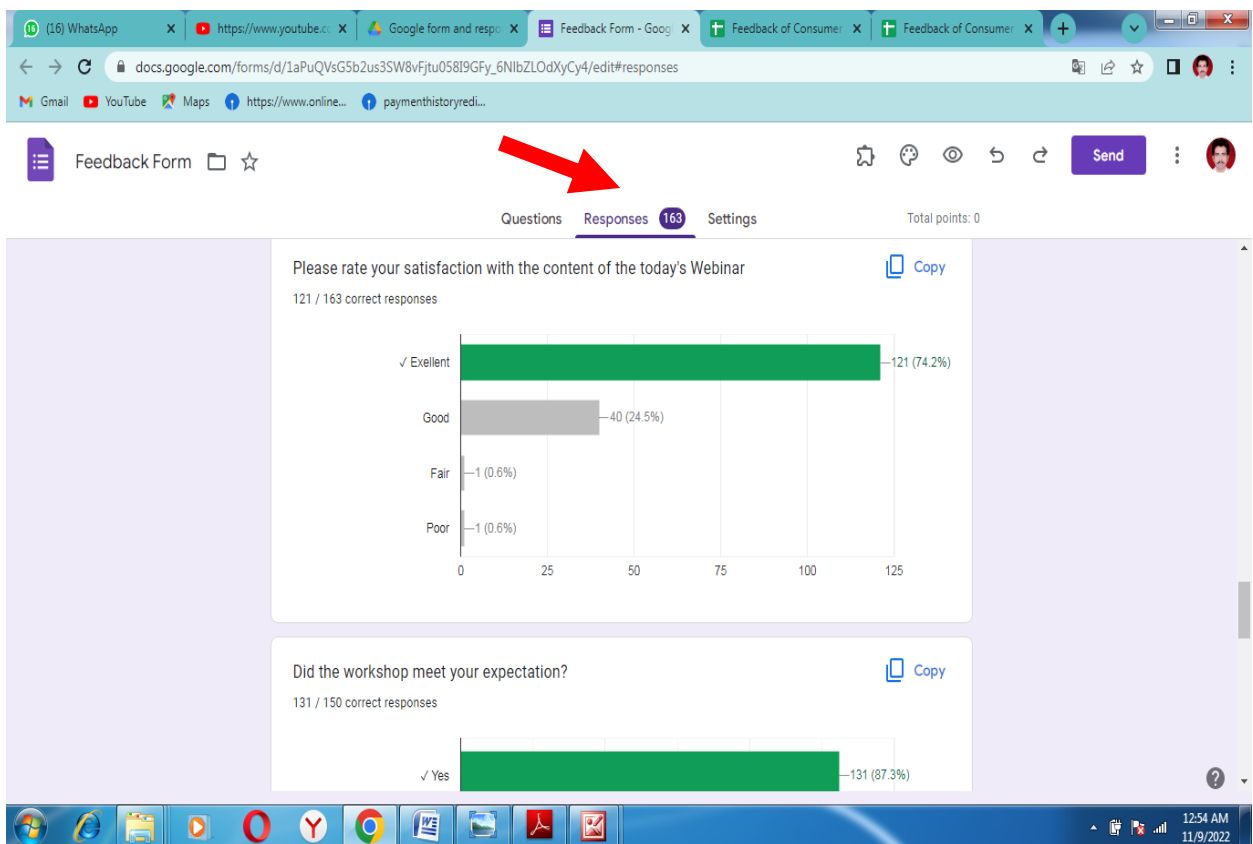 (16) WhatsApp
https://www.youtube.co
Google form and respo
Feedback Form - Goog
Feedback of Consumer
Feedback of Consumer
docs.google.com/forms/d/1aPuQVsG5b2us3SW8vFjtu058I9GFy_6NIbZLOdXyCy4/edit#responses
Gmail YouTube Maps https://www.online... paymenthistoryredi...
Feedback Form
Send
Questions Responses 163 Settings Total points: 0
Please rate your satisfaction with the content of the today's Webinar
Copy
121 / 163 correct responses
✓ Exellent 121 (74.2%)
Good 40 (24.5%)
Fair 1 (0.6%)
Poor 1 (0.6%)
0 25 50 75 100 125
Did the workshop meet your expectation?
Copy
131 / 150 correct responses
✓ Yes 131 (87.3%)
12:54 AM
11/9/2022